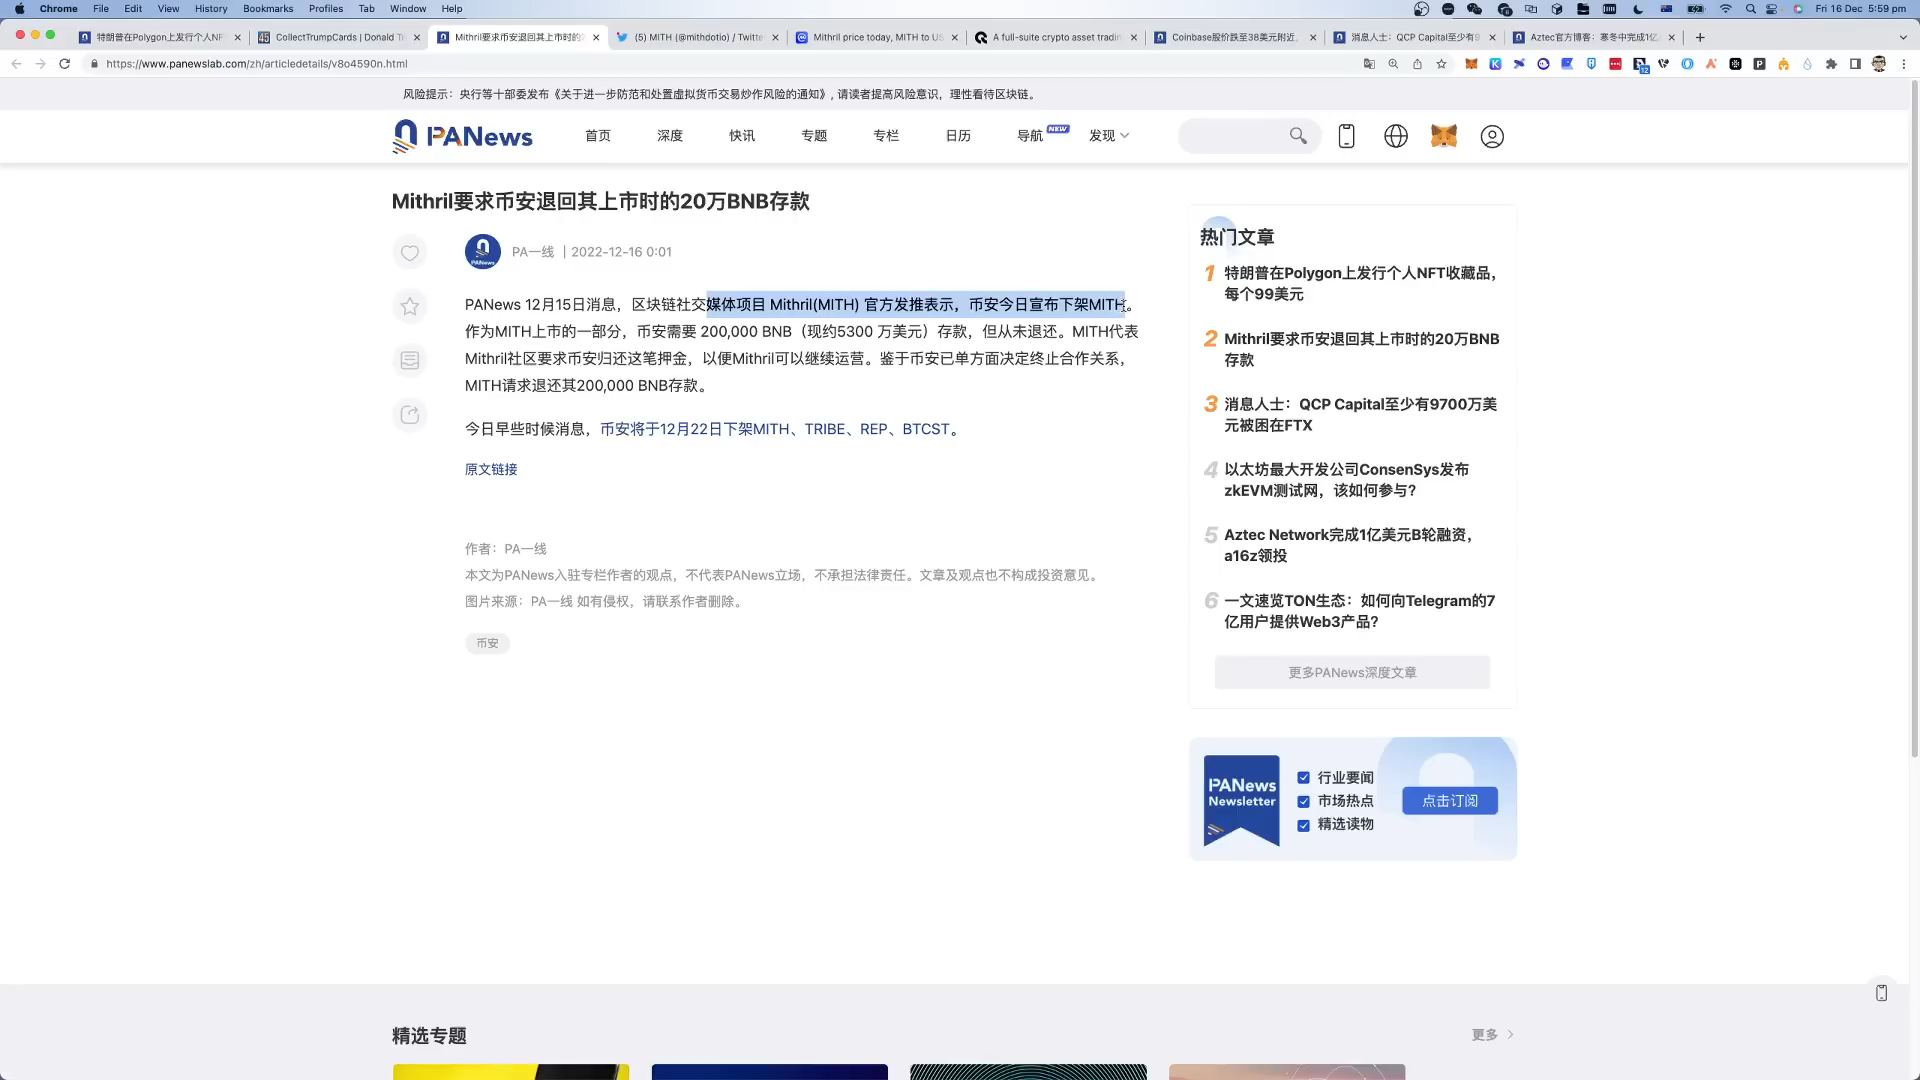 Chrome File Edit View History Bookmarks Profiles Tab Window Help Fri 16 Dec 5:59 pm
特朗普在Polygon上发行个人NF CollectTrumpCards | Donald T Mithril要求币安退回其上市时的2 (5) MITH (@mithdotio) / Twitte Mithril price today, MITH to US A full-suite crypto asset tradin Coinbase股价跌至38美元附近, 消息人士：QCP Capital至少有9 Aztec官方博客：寒冬中完成1亿
https://www.panewslab.com/zh/articledetails/v8o4590n.html
12
风险提示：央行等十部委发布《关于进一步防范和处置虚拟货币交易炒作风险的通知》, 请读者提高风险意识，理性看待区块链。
PANews 首页 深度 快讯 专题 专栏 日历 导航 NEW 发现
Mithril要求币安退回其上市时的20万BNB存款
PANews
PA一线 | 2022-12-16 0:01
PANews 12月15日消息，区块链社交媒体项目 Mithril(MITH) 官方发推表示，币安今日宣布下架MITH。
作为MITH上市的一部分，币安需要 200,000 BNB（现约5300 万美元）存款，但从未退还。MITH代表
Mithril社区要求币安归还这笔押金，以便Mithril可以继续运营。鉴于币安已单方面决定终止合作关系，
MITH请求退还其200,000 BNB存款。
今日早些时候消息，币安将于12月22日下架MITH、TRIBE、REP、BTCST。
原文链接
作者：PA一线
本文为PANews入驻专栏作者的观点，不代表PANews立场，不承担法律责任。文章及观点也不构成投资意见。
图片来源：PA一线 如有侵权，请联系作者删除。
币安
热门文章
1 特朗普在Polygon上发行个人NFT收藏品，
每个99美元
2 Mithril要求币安退回其上市时的20万BNB
存款
3 消息人士：QCP Capital至少有9700万美
元被困在FTX
4 以太坊最大开发公司ConsenSys发布
zkEVM测试网，该如何参与？
5 Aztec Network完成1亿美元B轮融资，
a16z领投
6 一文速览TON生态：如何向Telegram的7
亿用户提供Web3产品？
更多PANews深度文章
PANews
Newsletter
行业要闻
市场热点
精选读物
点击订阅
精选专题
更多